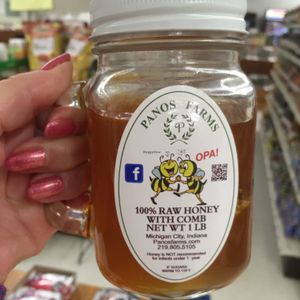 PANOS FARMS
P
OPA!
f
100% RAW HONEY
WITH COMB
NET WT 1 LB
Michigan City, Indiana
Panosfarms.com
219.805.5105
Honey is NOT recommended
for infants under 1 year